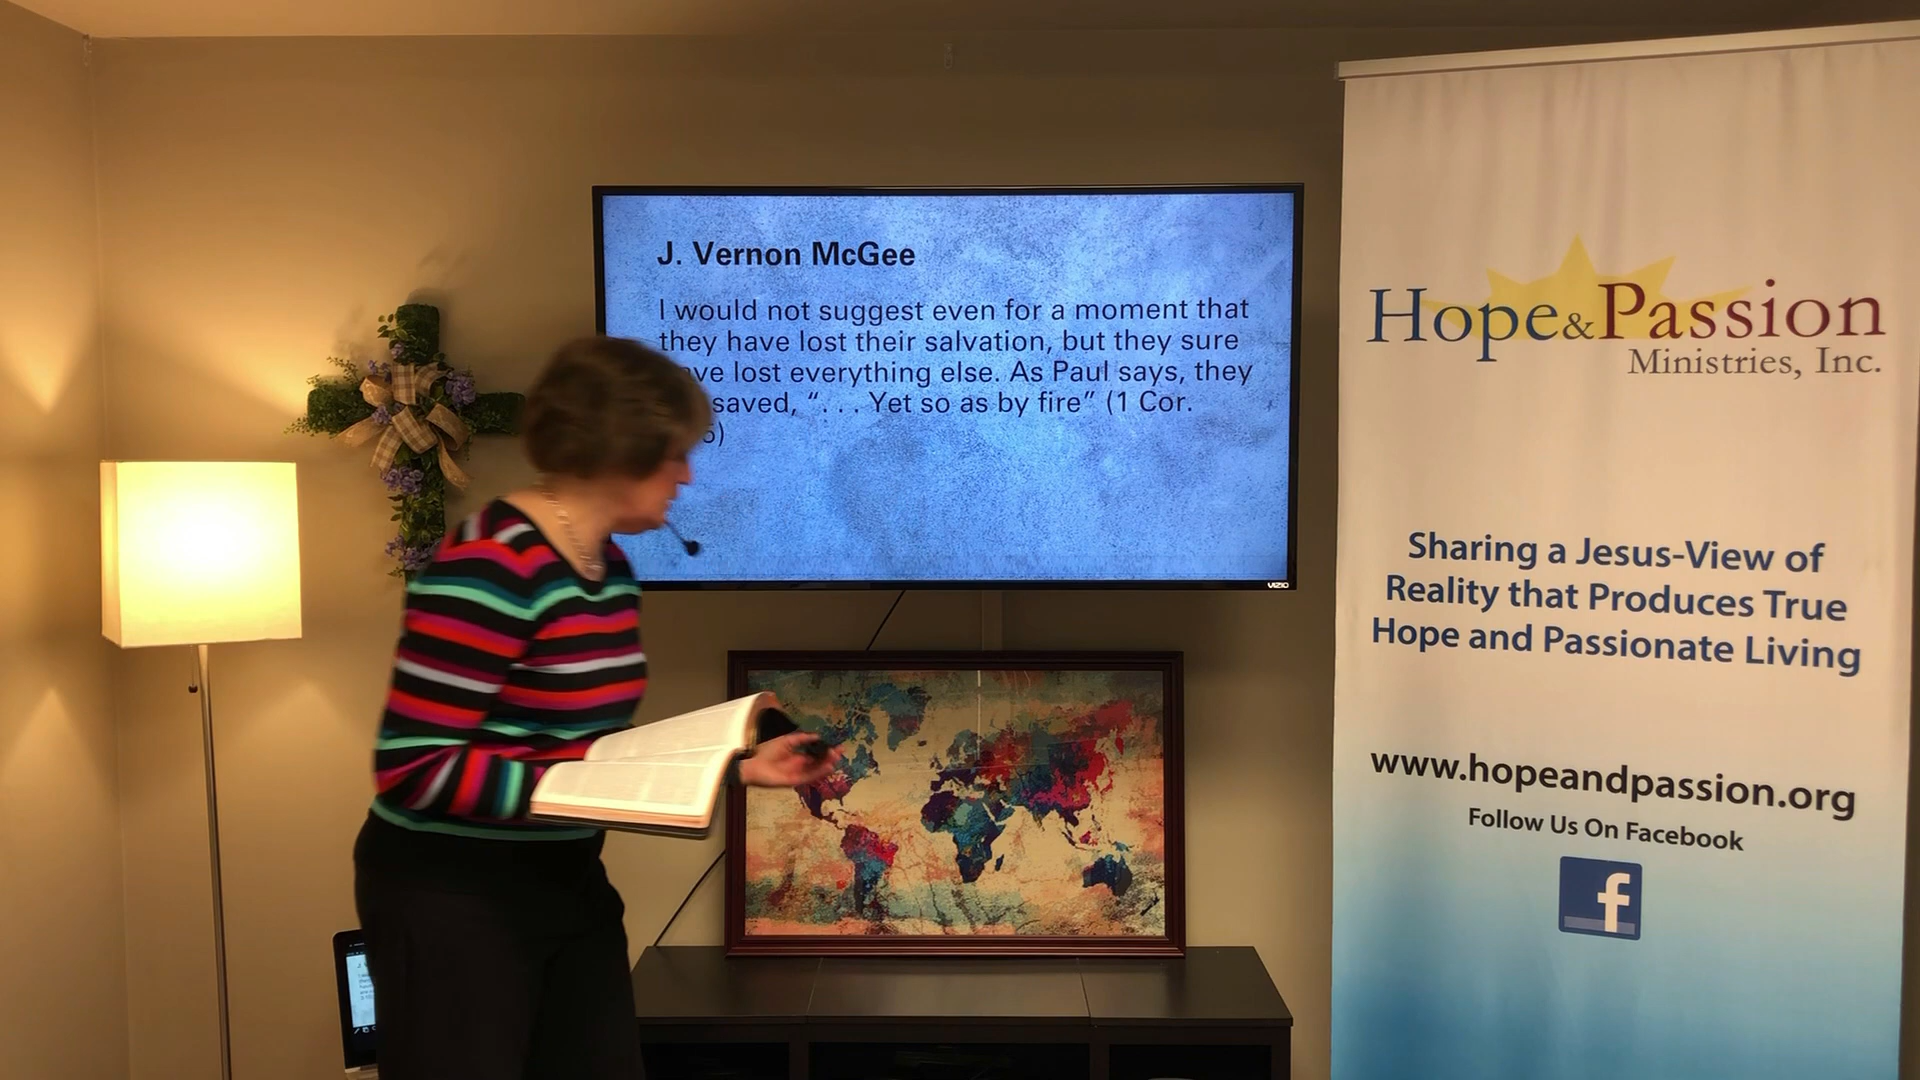 J. Vernon McGee
I would not suggest even for a moment that
they have lost their salvation, but they sure
lost everything else. As Paul says, they
saved, “. . . Yet so as by fire” (1 Cor.
Hope&Passion
Ministries, Inc.
Sharing a Jesus-View of
Reality that Produces True
Hope and Passionate Living
www.hopeandpassion.org
Follow Us On Facebook
f
VIZIO